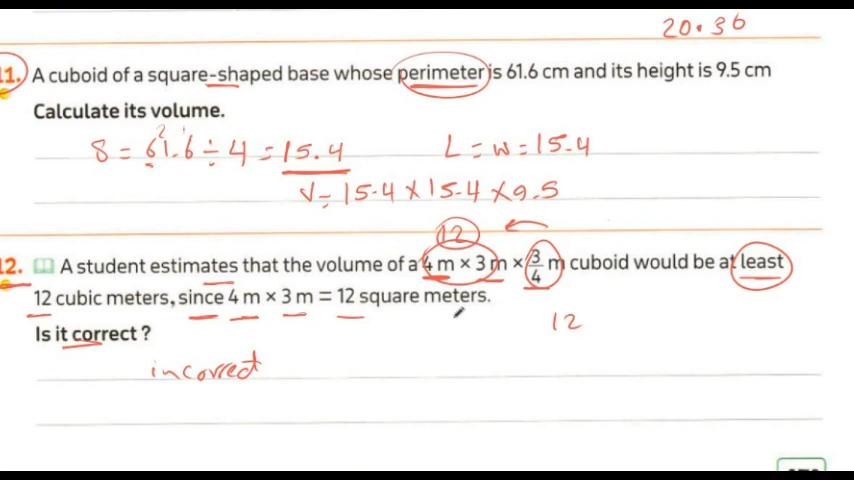 20.36
11. A cuboid of a square-shaped base whose perimeter is 61.6 cm and its height is 9.5 cm
Calculate its volume.
8 = 61.6 ÷ 4 = 15.4 L = w = 15.4
V = 15.4 × 15.4 × 9.5
12
12. A student estimates that the volume of a 4 m × 3 m × 3/4 m cuboid would be at least
12 cubic meters, since 4 m × 3 m = 12 square meters.
12
Is it correct ?
incorrect